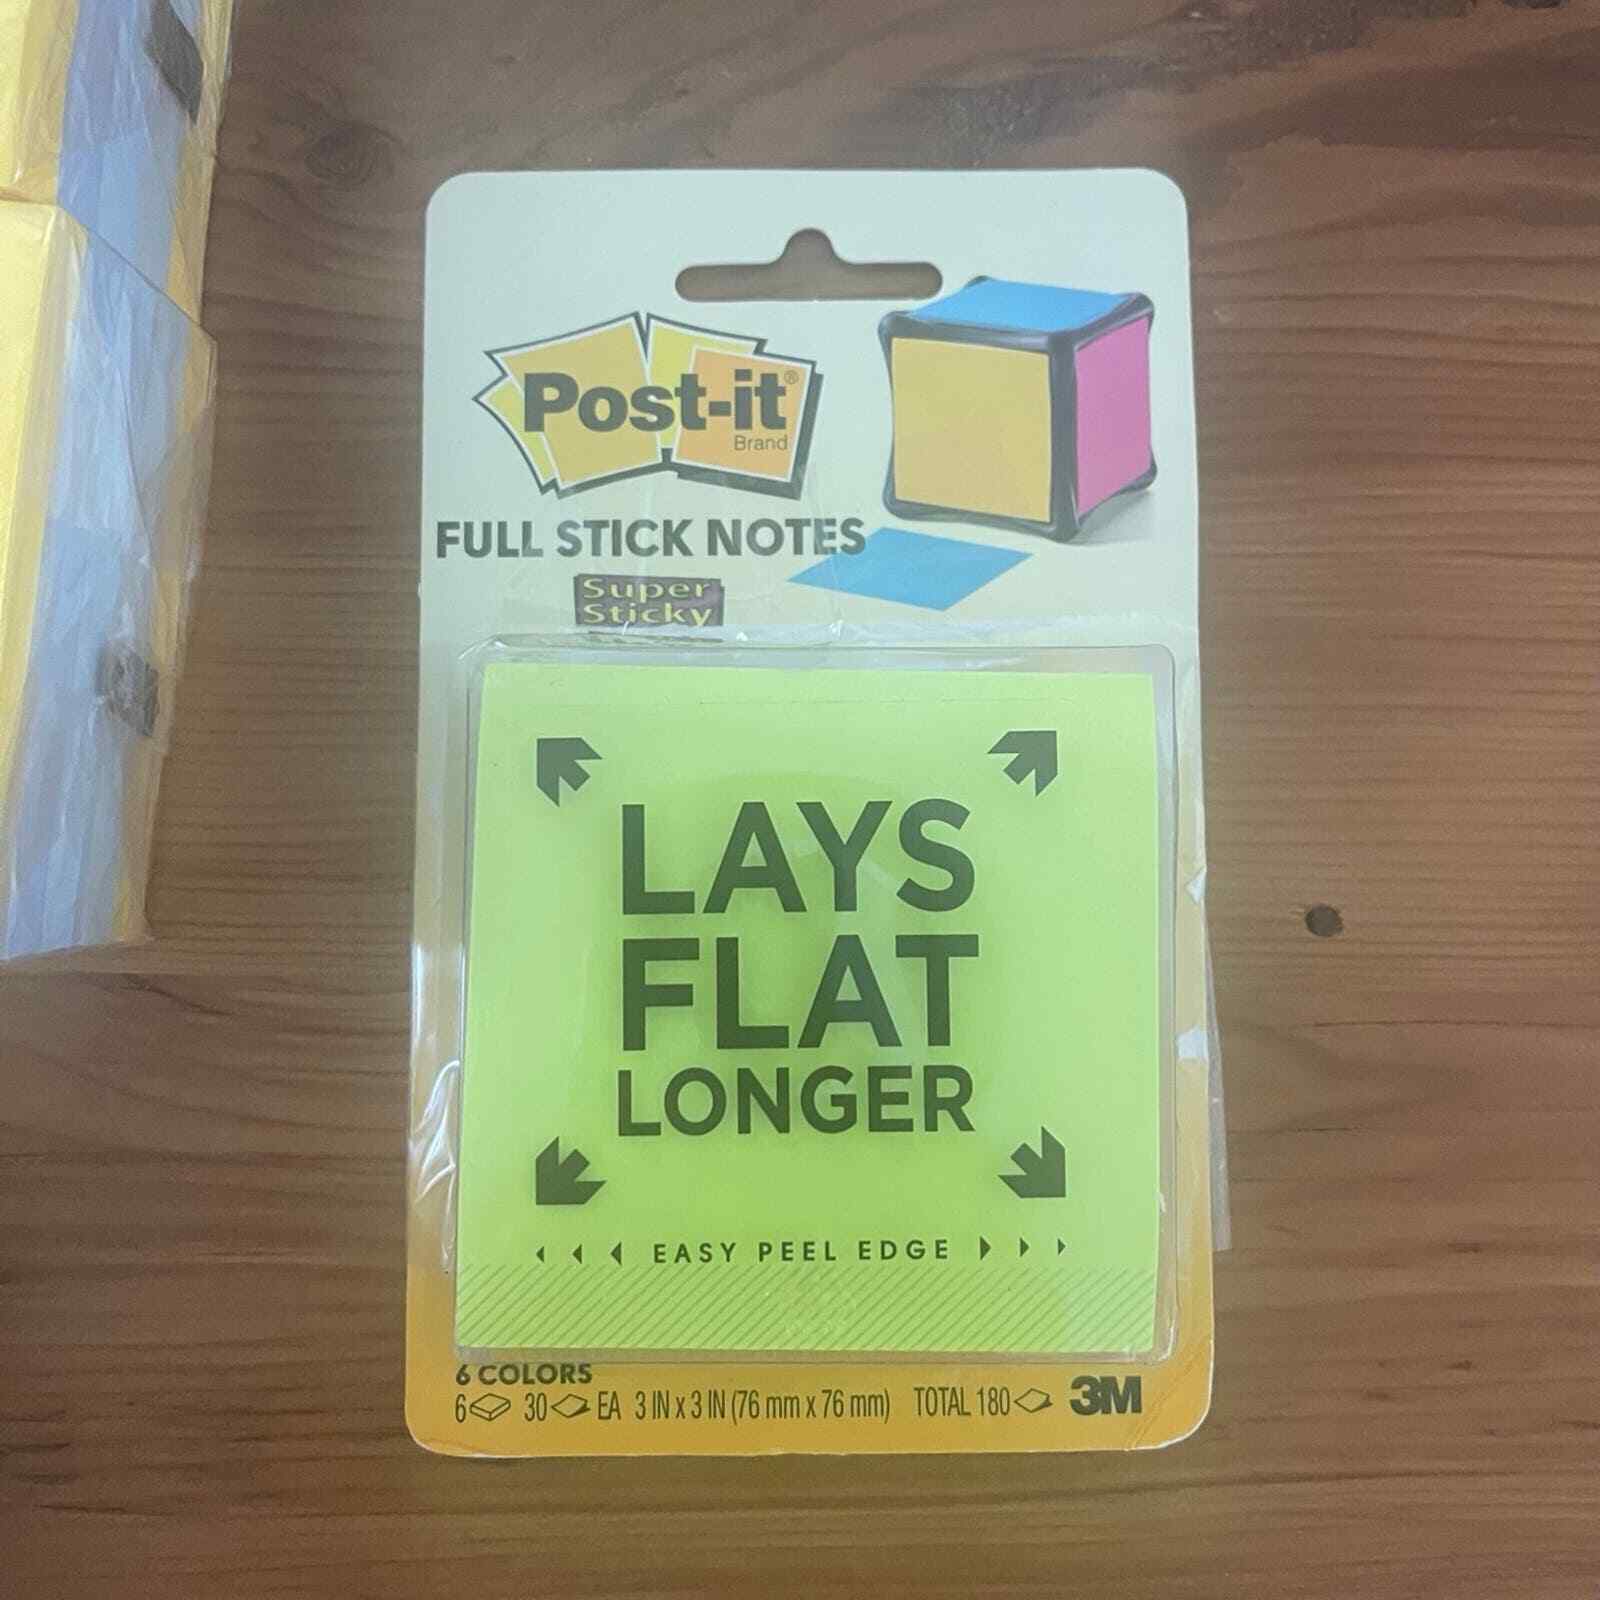 Post-it®
Brand
FULL STICK NOTES
Super
Sticky
LAYS
FLAT
LONGER
EASY PEEL EDGE
6 COLORS
6 30 EA 3 IN x 3 IN (76 mm x 76 mm) TOTAL 180 3M